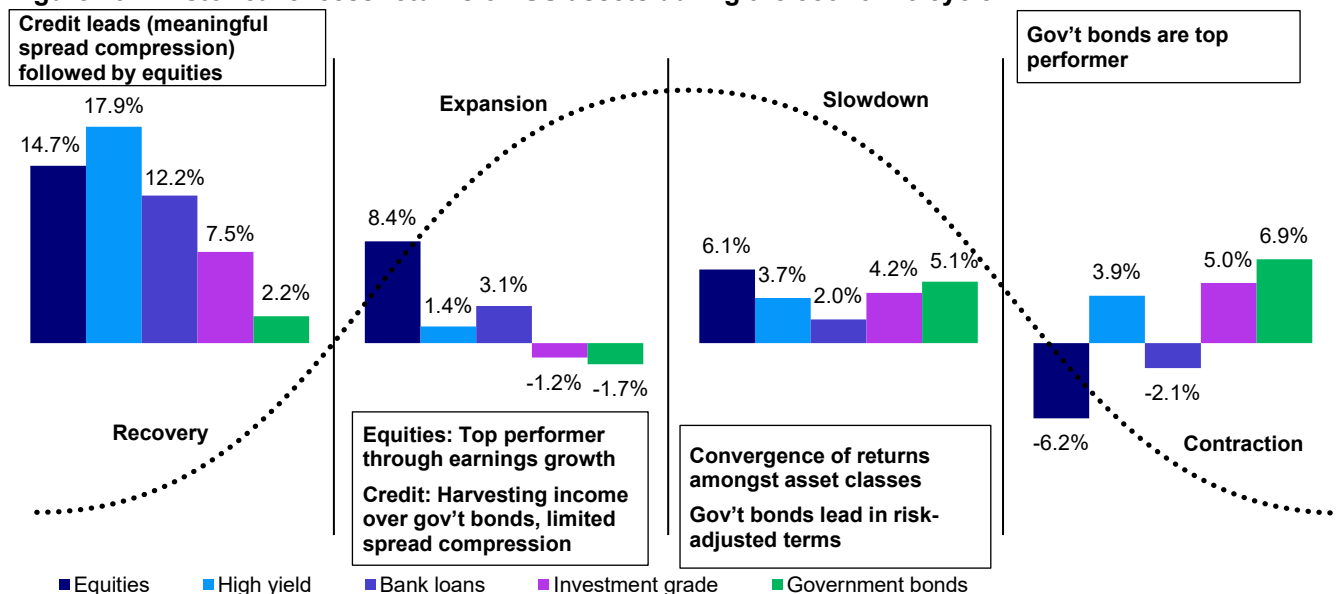 Credit leads (meaningful
spread compression)
followed by equities
Gov't bonds are top
performer
Expansion
Slowdown
14.7%
17.9%
12.2%
7.5%
2.2%
8.4%
1.4%
3.1%
-1.2%
-1.7%
6.1%
3.7%
2.0%
4.2%
5.1%
-6.2%
3.9%
-2.1%
5.0%
6.9%
Recovery
Contraction
Equities: Top performer
through earnings growth
Credit: Harvesting income
over gov't bonds, limited
spread compression
Convergence of returns
amongst asset classes
Gov't bonds lead in risk-
adjusted terms
Equities
High yield
Bank loans
Investment grade
Government bonds